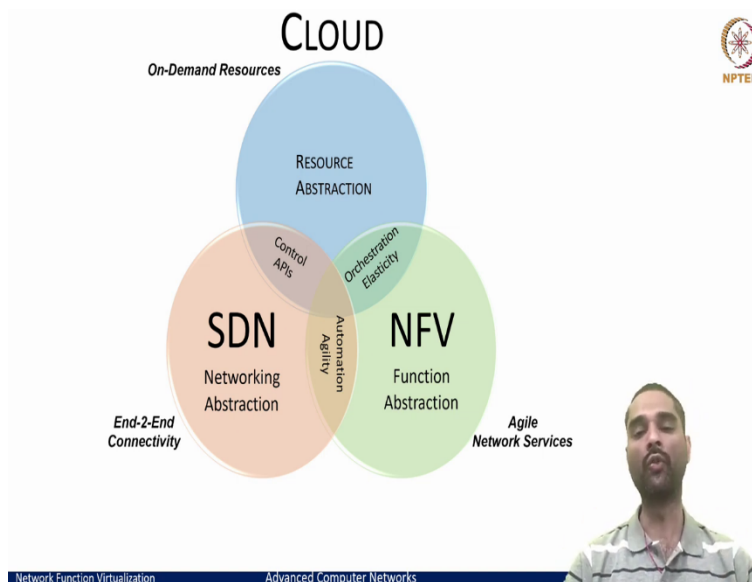 CLOUD
On-Demand Resources
NPTEL
RESOURCE
ABSTRACTION
Control
APIs
Orchestration
Elasticity
SDN
Networking
Abstraction
Automation
Agility
NFV
Function
Abstraction
End-2-End
Connectivity
Agile
Network Services
Network Function Virtualization
Advanced Computer Networks